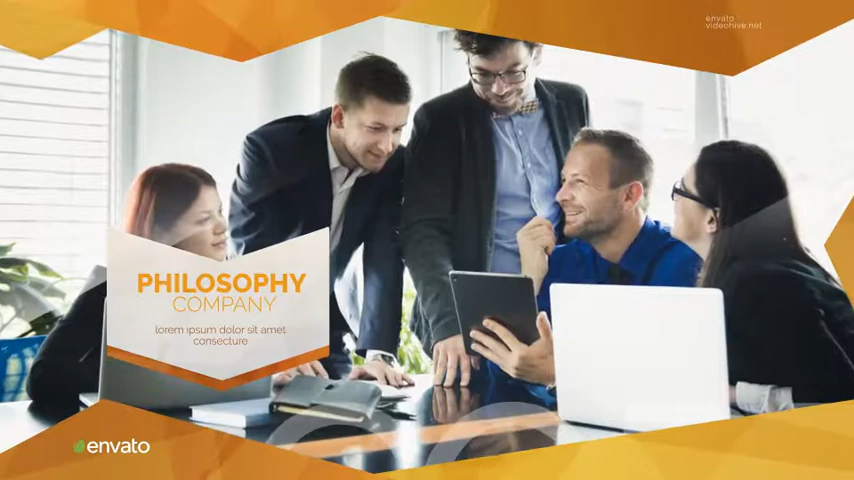 envato
videohive.net
PHILOSOPHY
COMPANY
lorem ipsum dolor sit amet
consecture
envato